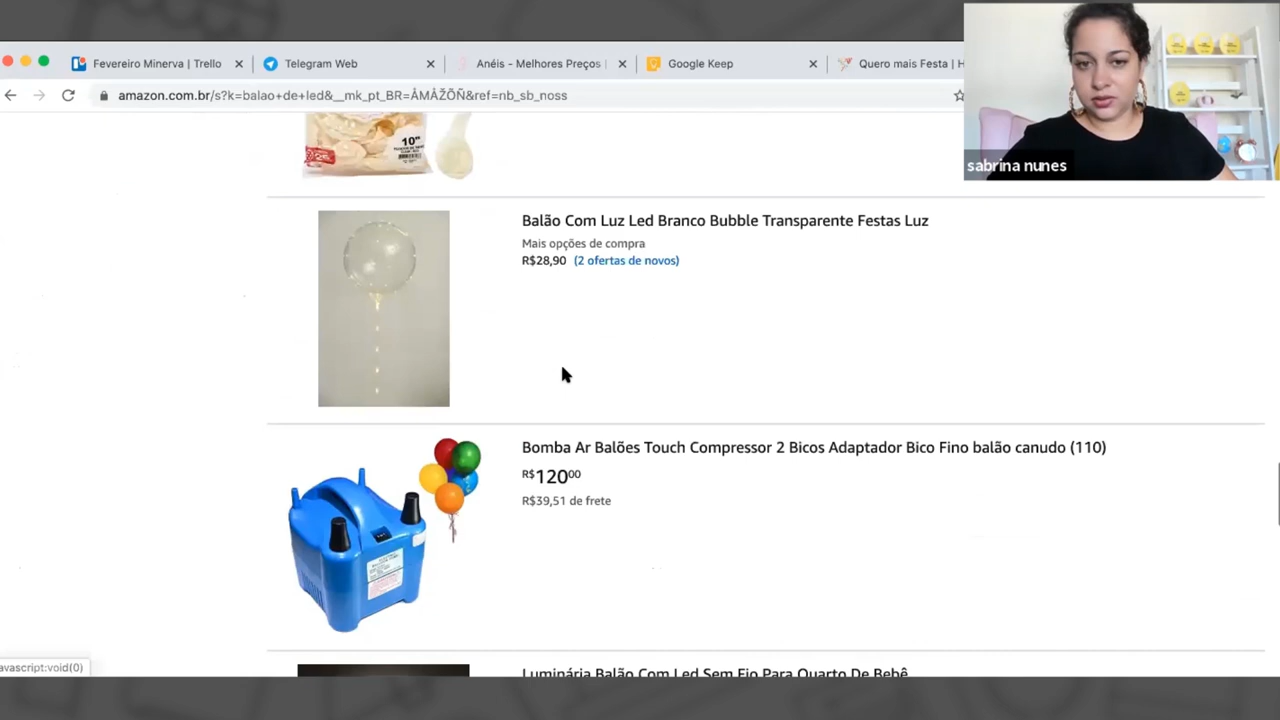 Fevereiro Minerva | Trello
Telegram Web
Anéis - Melhores Preços |
Google Keep
Quero mais Festa | H
amazon.com.br/s?k=balao+de+led&__mk_pt_BR=ÅMÅŽÕÑ&ref=nb_sb_noss
sabrina nunes
10"
Balão Com Luz Led Branco Bubble Transparente Festas Luz
Mais opções de compra
R$28,90 (2 ofertas de novos)
Bomba Ar Balões Touch Compressor 2 Bicos Adaptador Bico Fino balão canudo (110)
R$12000
R$39,51 de frete
Luminária Balão Com Led Sem Fio Para Quarto De Bebê
avascript:void(0)